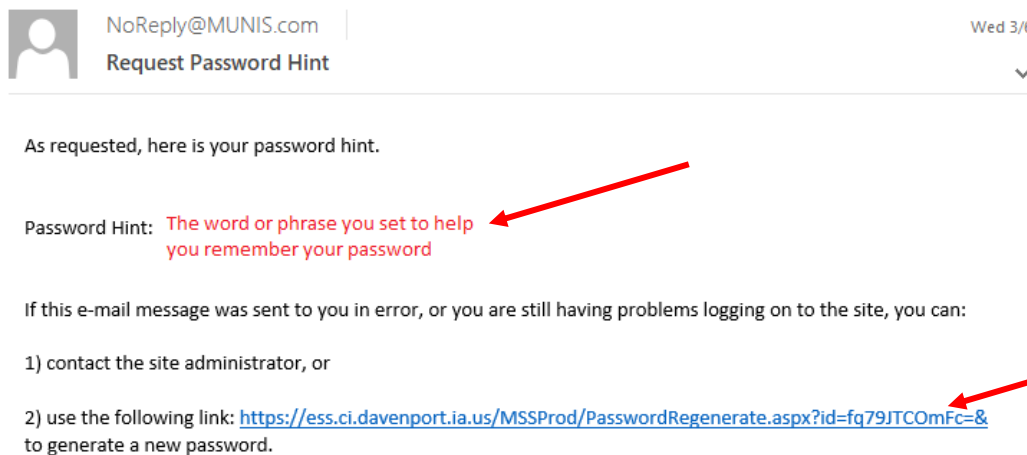 NoReply@MUNIS.com
Wed 3/6
Request Password Hint
As requested, here is your password hint.
Password Hint: The word or phrase you set to help
you remember your password
If this e-mail message was sent to you in error, or you are still having problems logging on to the site, you can:
1) contact the site administrator, or
2) use the following link: https://ess.ci.davenport.ia.us/MSSProd/PasswordRegenerate.aspx?id=fq79JTCOmFc=&
to generate a new password.